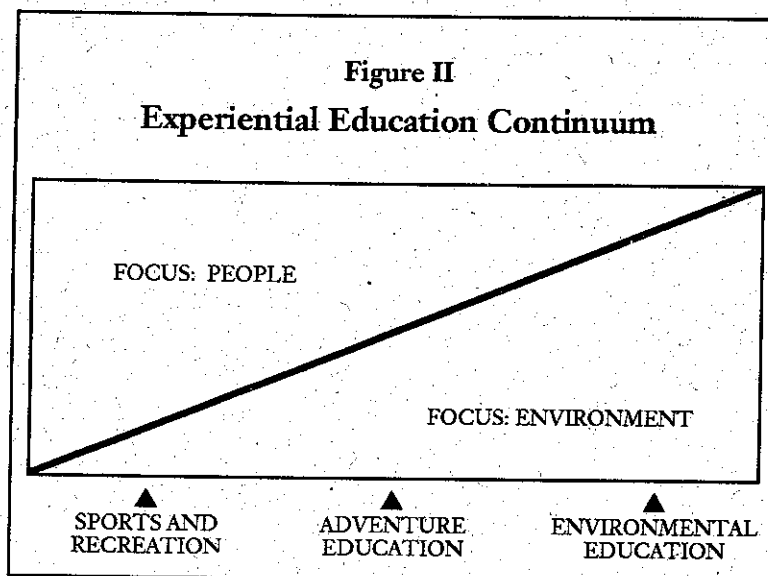 Figure II
Experiential Education Continuum
FOCUS: PEOPLE
FOCUS: ENVIRONMENT
SPORTS AND
RECREATION
ADVENTURE
EDUCATION
ENVIRONMENTAL
EDUCATION